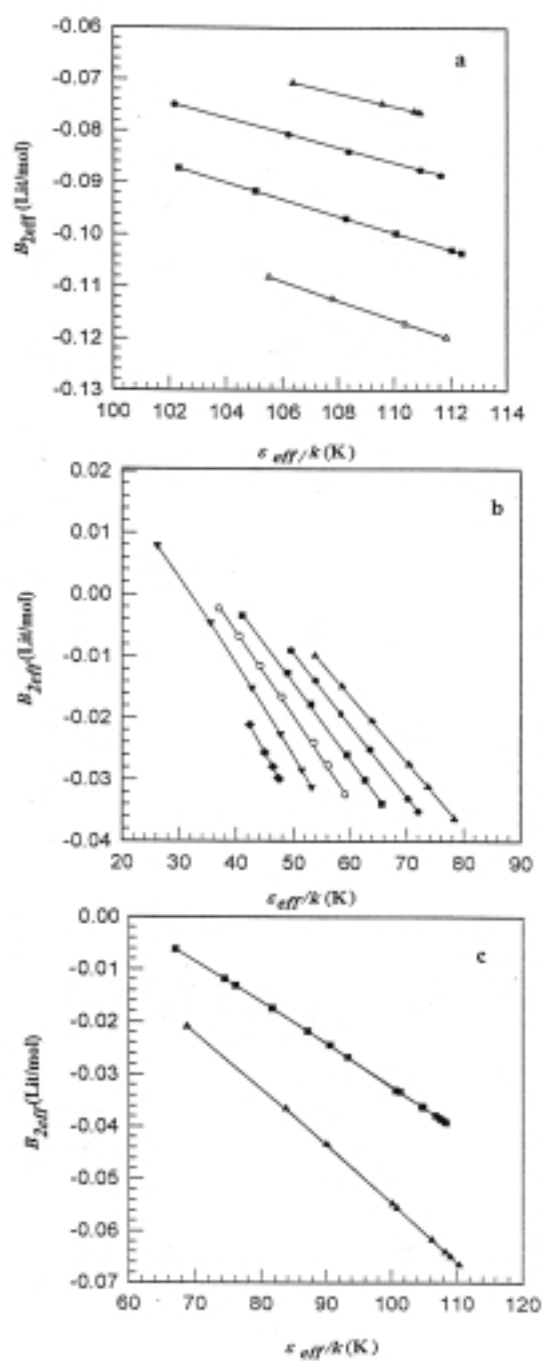 -0.06
a
-0.07
-0.08
-0.09
-0.10
-0.11
-0.12
-0.13
B2eff (Lit/mol)
100 102 104 106 108 110 112 114
ε eff/k (K)
0.02
b
0.01
0.00
-0.01
-0.02
-0.03
-0.04
B2eff (Lit/mol)
20 30 40 50 60 70 80 90
εeff/k (K)
0.00
c
-0.01
-0.02
-0.03
-0.04
-0.05
-0.06
-0.07
B2eff (Lit/mol)
60 70 80 90 100 110 120
ε eff/k (K)